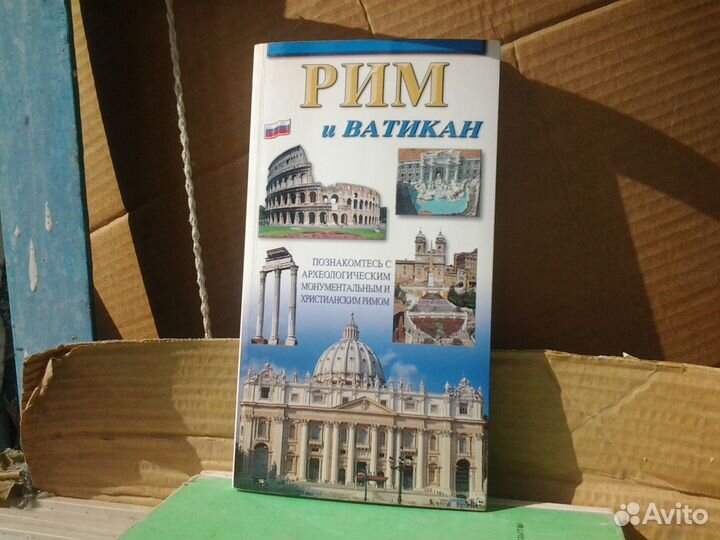 РИМ
и ВАТИКАН
ПОЗНАКОМТЕСЬ С
АРХЕОЛОГИЧЕСКИМ
МОНУМЕНТАЛЬНЫМ И
ХРИСТИАНСКИМ РИМОМ
Avito